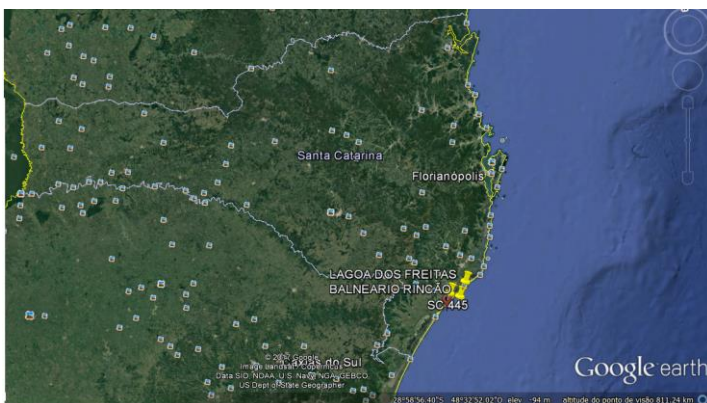 Santa Catarina
Florianópolis
LAGOA DOS FREITAS
BALNEARIO RINCÃO
SC 445
Caxias do Sul
Image Landsat / Copernicus
Data SIO, NOAA, U.S. Navy, NGA, GEBCO
US Dept of State Geographer
Google earth
28°58'56.40"S 48°32'52.02"O elev -94 m altitude do ponto de visão 811.24 km